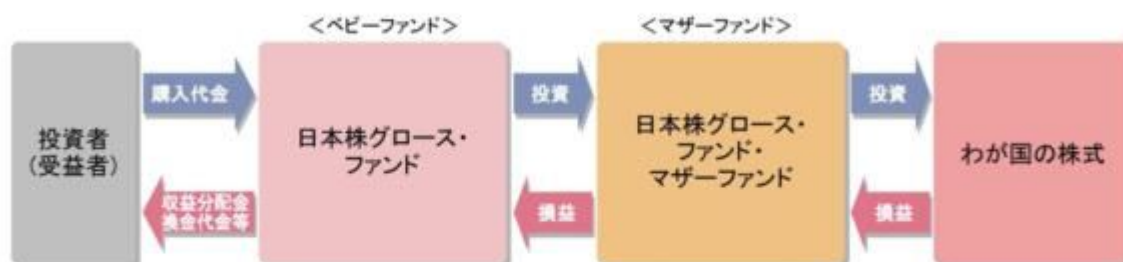 ＜ベビーファンド＞
＜マザーファンド＞
投資者
(受益者)
購入代金
収益分配金
換金代金等
日本株グロース・
ファンド
投資
損益
日本株グロース・
ファンド・
マザーファンド
投資
損益
わが国の株式